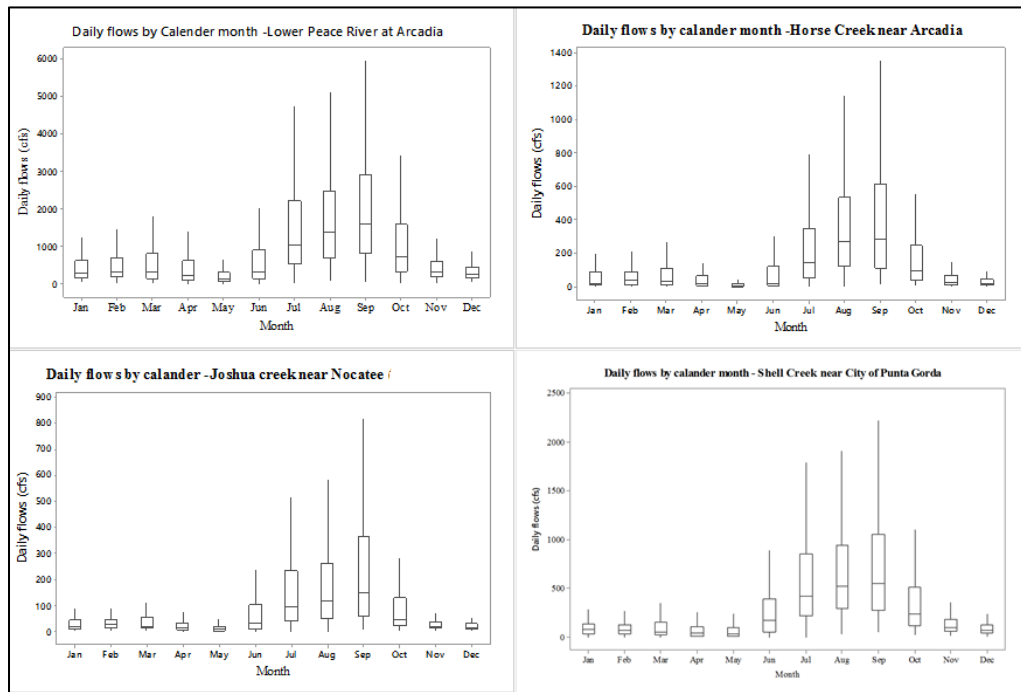 Daily flows by Calender month -Lower Peace River at Arcadia
6000
5000
4000
3000
2000
1000
0
Daily flows (cfs)
Jan Feb Mar Apr May Jun Jul Aug Sep Oct Nov Dec
Month
Daily flows by calander month -Horse Creek near Arcadia
1400
1200
1000
800
600
400
200
0
Daily flows (cfs)
Jan Feb Mar Apr May Jun Jul Aug Sep Oct Nov Dec
Month
Daily flows by calander -Joshua creek near Nocatee (
900
800
700
600
500
400
300
200
100
0
Daily flows (cfs)
Jan Feb Mar Apr May Jun Jul Aug Sep Oct Nov Dec
Month
Daily flows by calander month - Shell Creek near City of Punta Gorda
2500
2000
1500
1000
500
0
Daily flows (cfs)
Jan Feb Mar Apr May Jun Jul Aug Sep Oct Nov Dec
Month